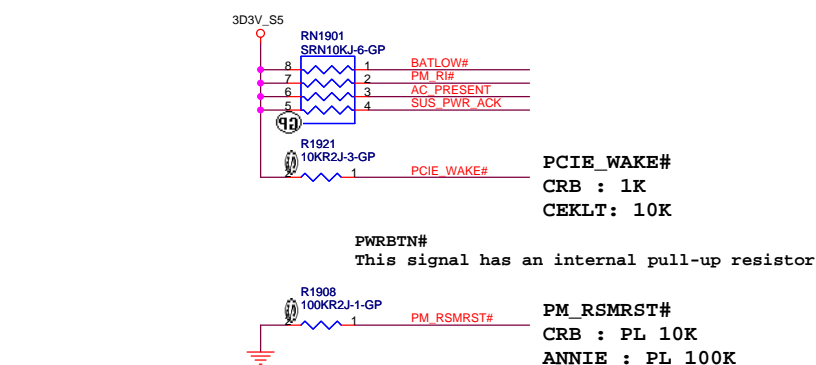 3D3V_S5
RN1901
SRN10KJ-6-GP
8 1 BATLOW#
7 2 PM_RI#
6 3 AC_PRESENT
5 4 SUS_PWR_ACK
GP
R1921
10KR2J-3-GP
2 1 PCIE_WAKE#
PCIE_WAKE#
CRB : 1K
CEKLT: 10K
PWRBTN#
This signal has an internal pull-up resistor
R1908
100KR2J-1-GP
2 1 PM_RSMRST#
PM_RSMRST#
CRB : PL 10K
ANNIE : PL 100K